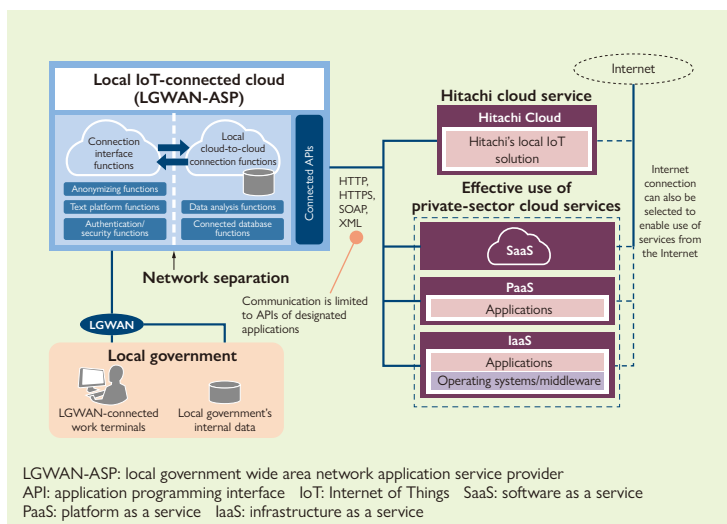 Local IoT-connected cloud
(LGWAN-ASP)
Connection
interface
functions
Local
cloud-to-cloud
connection functions
Anonymizing functions
Text platform functions
Authentication/
security functions
Data analysis functions
Connected database
functions
Connected APIs
Network separation
HTTP,
HTTPS,
SOAP,
XML
Communication is limited
to APIs of designated
applications
LGWAN
Local government
LGWAN-connected
work terminals
Local government's
internal data
Internet
Hitachi cloud service
Hitachi Cloud
Hitachi's local IoT
solution
Effective use of
private-sector cloud services
SaaS
PaaS
Applications
IaaS
Applications
Operating systems/middleware
Internet
connection
can also be
selected to
enable use of
services from
the Internet
LGWAN-ASP: local government wide area network application service provider
API: application programming interface IoT: Internet of Things SaaS: software as a service
PaaS: platform as a service IaaS: infrastructure as a service